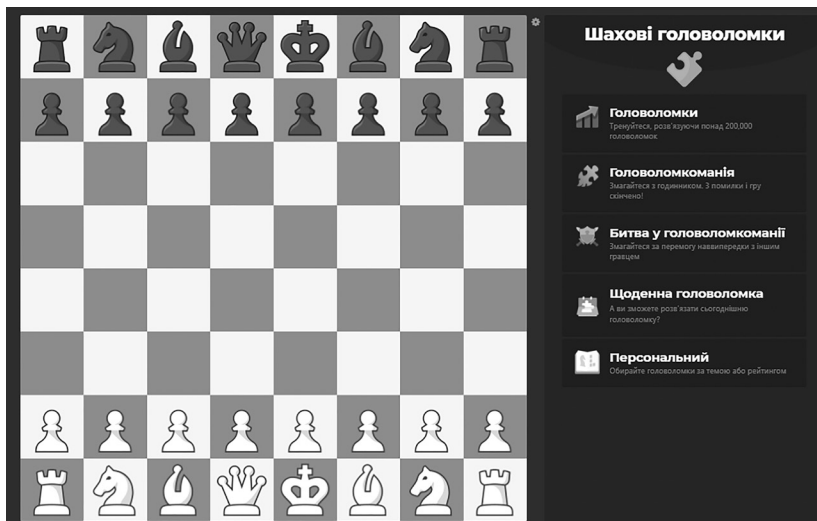 Шахові головоломки
Головоломки
Тренуйтеся, розв'язуючи понад 200,000
головоломок
Головоломкоманія
Змагайтеся з годинником. 3 помилки і гру
скінчено!
Битва у головоломкоманії
Змагайтеся за перемогу наввипередки з іншим
гравцем
Щоденна головоломка
А ви зможете розв'язати сьогоднішню
головоломку?
Персональний
Обирайте головоломки за темою або рейтингом